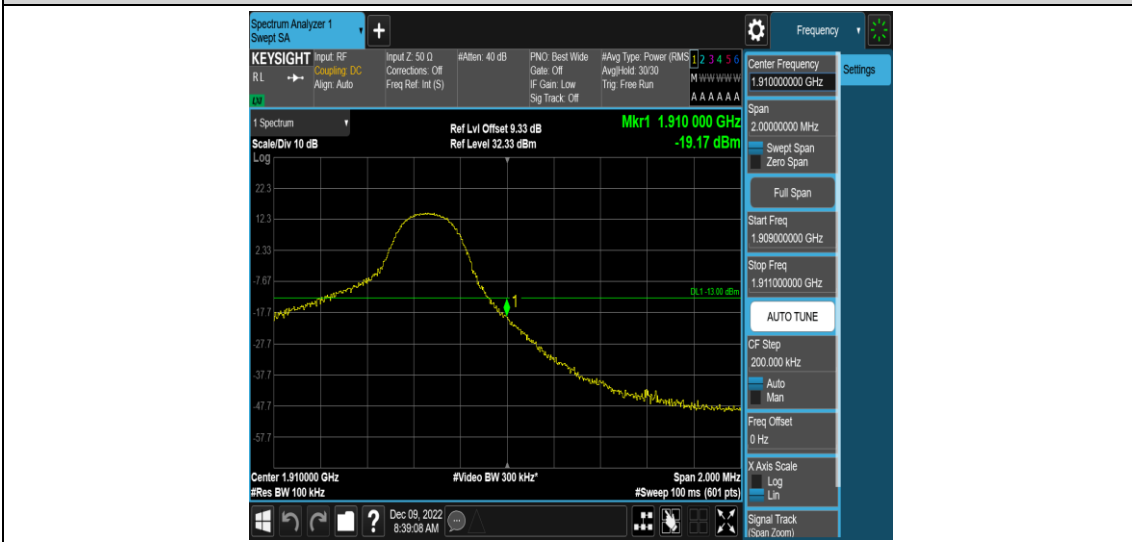 Spectrum Analyzer 1
Swept SA
+
Frequency
KEYSIGHT
RL
LXI
Input: RF
Coupling: DC
Align: Auto
Input Z: 50 Ω
Corrections: Off
Freq Ref: Int (S)
#Atten: 40 dB
PNO: Best Wide
Gate: Off
IF Gain: Low
Sig Track: Off
#Avg Type: Power (RMS
Avg|Hold: 30/30
Trig: Free Run
1 2 3 4 5 6
M W W W W W
A A A A A A
1 Spectrum
Scale/Div 10 dB
Log
Ref Lvl Offset 9.33 dB
Ref Level 32.33 dBm
Mkr1 1.910 000 GHz
-19.17 dBm
22.3
12.3
2.33
-7.67
-17.7
-27.7
-37.7
-47.7
-57.7
DL1 -13.00 dBm
1
Center 1.910000 GHz
#Res BW 100 kHz
#Video BW 300 kHz*
Span 2.000 MHz
#Sweep 100 ms (601 pts)
Center Frequency
1.910000000 GHz
Settings
Span
2.00000000 MHz
Swept Span
Zero Span
Full Span
Start Freq
1.909000000 GHz
Stop Freq
1.911000000 GHz
AUTO TUNE
CF Step
200.000 kHz
Auto
Man
Freq Offset
0 Hz
X Axis Scale
Log
Lin
Signal Track
(Span Zoom)
?
Dec 09, 2022
8:39:08 AM